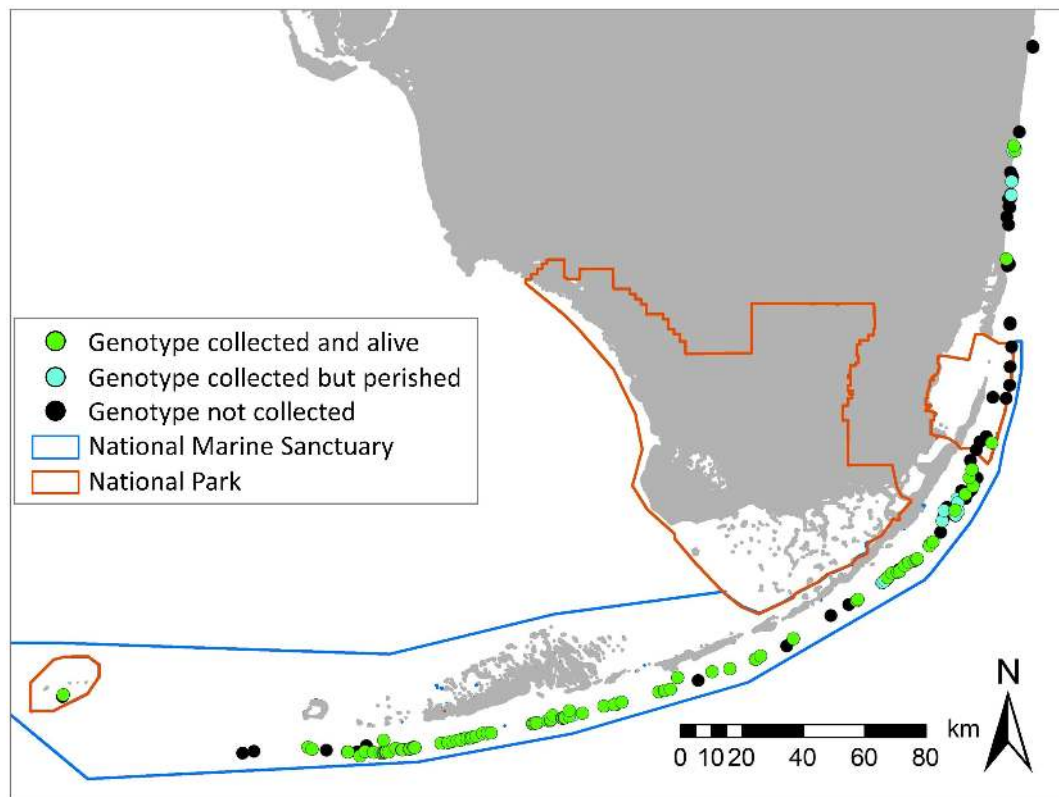 Genotype collected and alive
Genotype collected but perished
Genotype not collected
National Marine Sanctuary
National Park
N
km
0 10 20 40 60 80